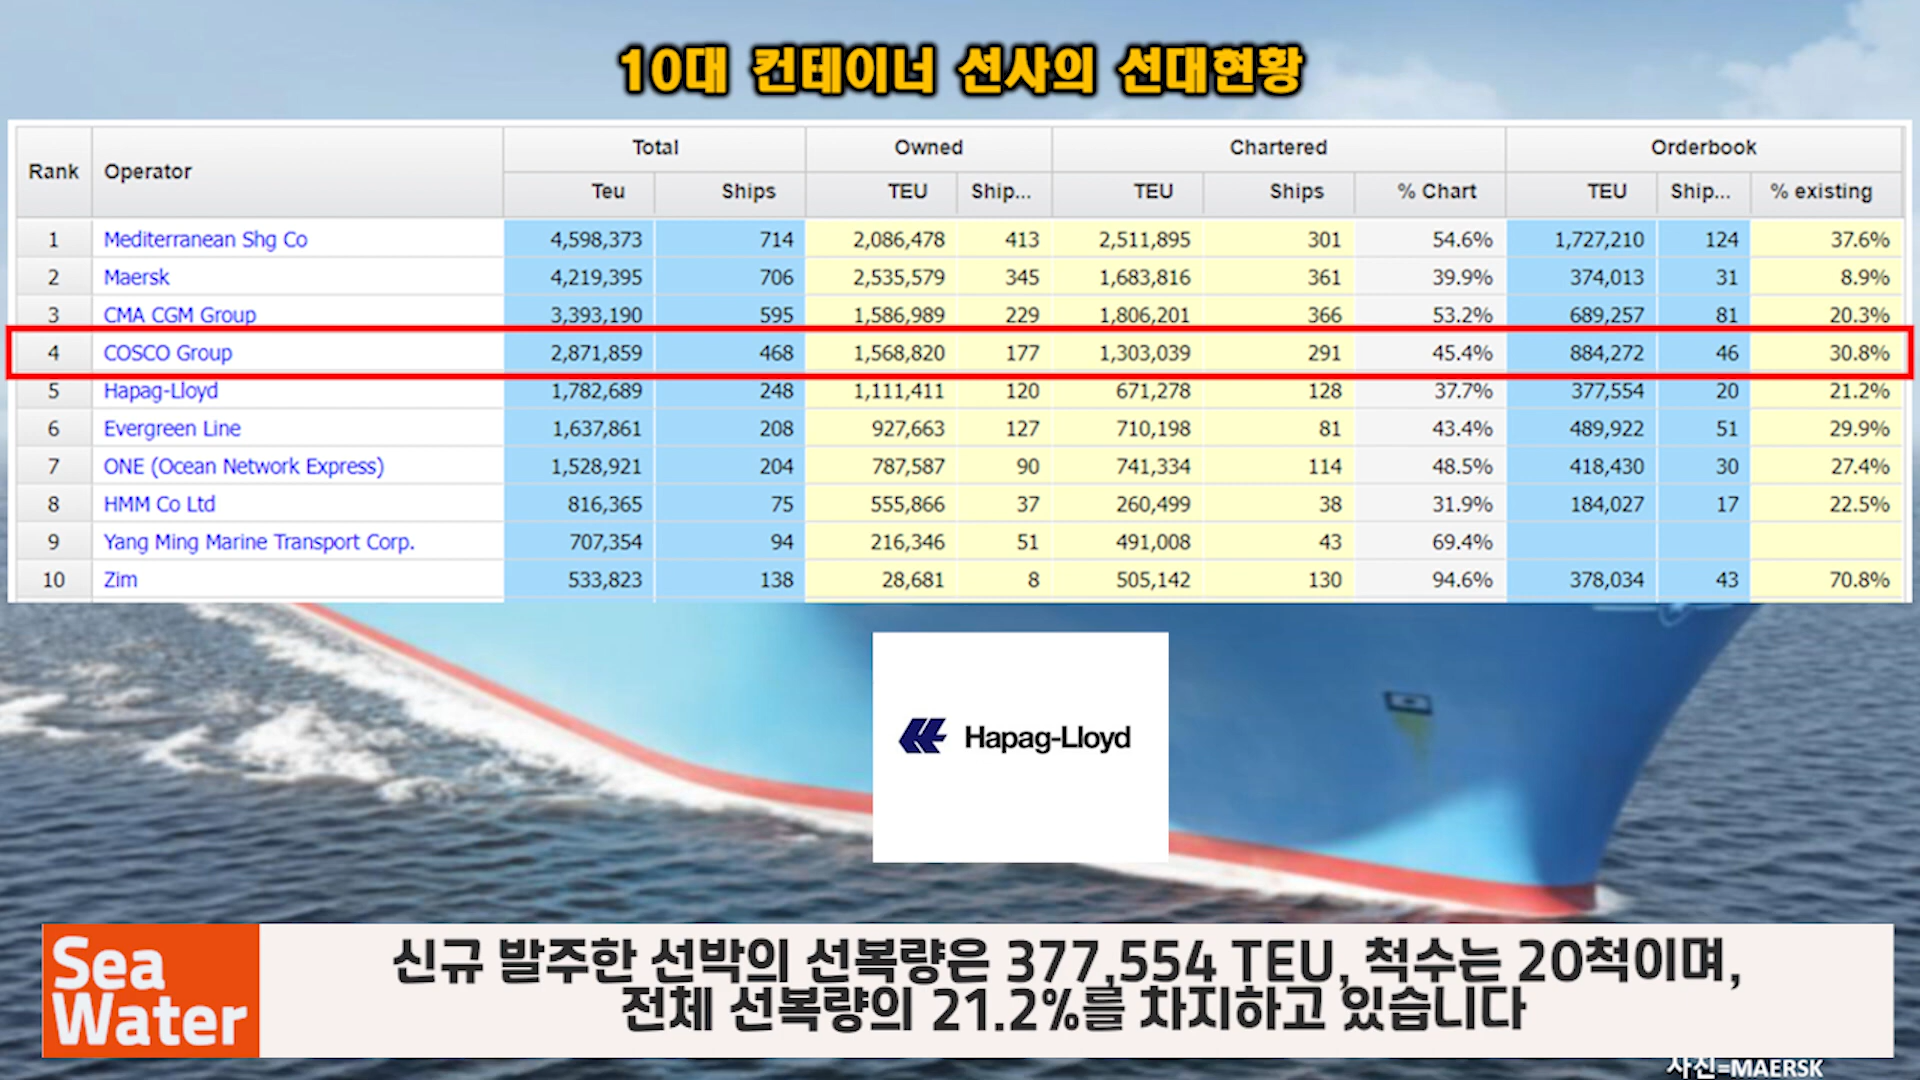 10대 컨테이너 선사의 선대현황
Rank Operator Total Owned Chartered Orderbook
Teu Ships TEU Ship... TEU Ships % Chart TEU Ship... % existing
1 Mediterranean Shg Co 4,598,373 714 2,086,478 413 2,511,895 301 54.6% 1,727,210 124 37.6%
2 Maersk 4,219,395 706 2,535,579 345 1,683,816 361 39.9% 374,013 31 8.9%
3 CMA CGM Group 3,393,190 595 1,586,989 229 1,806,201 366 53.2% 689,257 81 20.3%
4 COSCO Group 2,871,859 468 1,568,820 177 1,303,039 291 45.4% 884,272 46 30.8%
5 Hapag-Lloyd 1,782,689 248 1,111,411 120 671,278 128 37.7% 377,554 20 21.2%
6 Evergreen Line 1,637,861 208 927,663 127 710,198 81 43.4% 489,922 51 29.9%
7 ONE (Ocean Network Express) 1,528,921 204 787,587 90 741,334 114 48.5% 418,430 30 27.4%
8 HMM Co Ltd 816,365 75 555,866 37 260,499 38 31.9% 184,027 17 22.5%
9 Yang Ming Marine Transport Corp. 707,354 94 216,346 51 491,008 43 69.4%
10 Zim 533,823 138 28,681 8 505,142 130 94.6% 378,034 43 70.8%
Hapag-Lloyd
Sea
Water
신규 발주한 선박의 선복량은 377,554 TEU, 척수는 20척이며,
전체 선복량의 21.2%를 차지하고 있습니다
사진=MAERSK